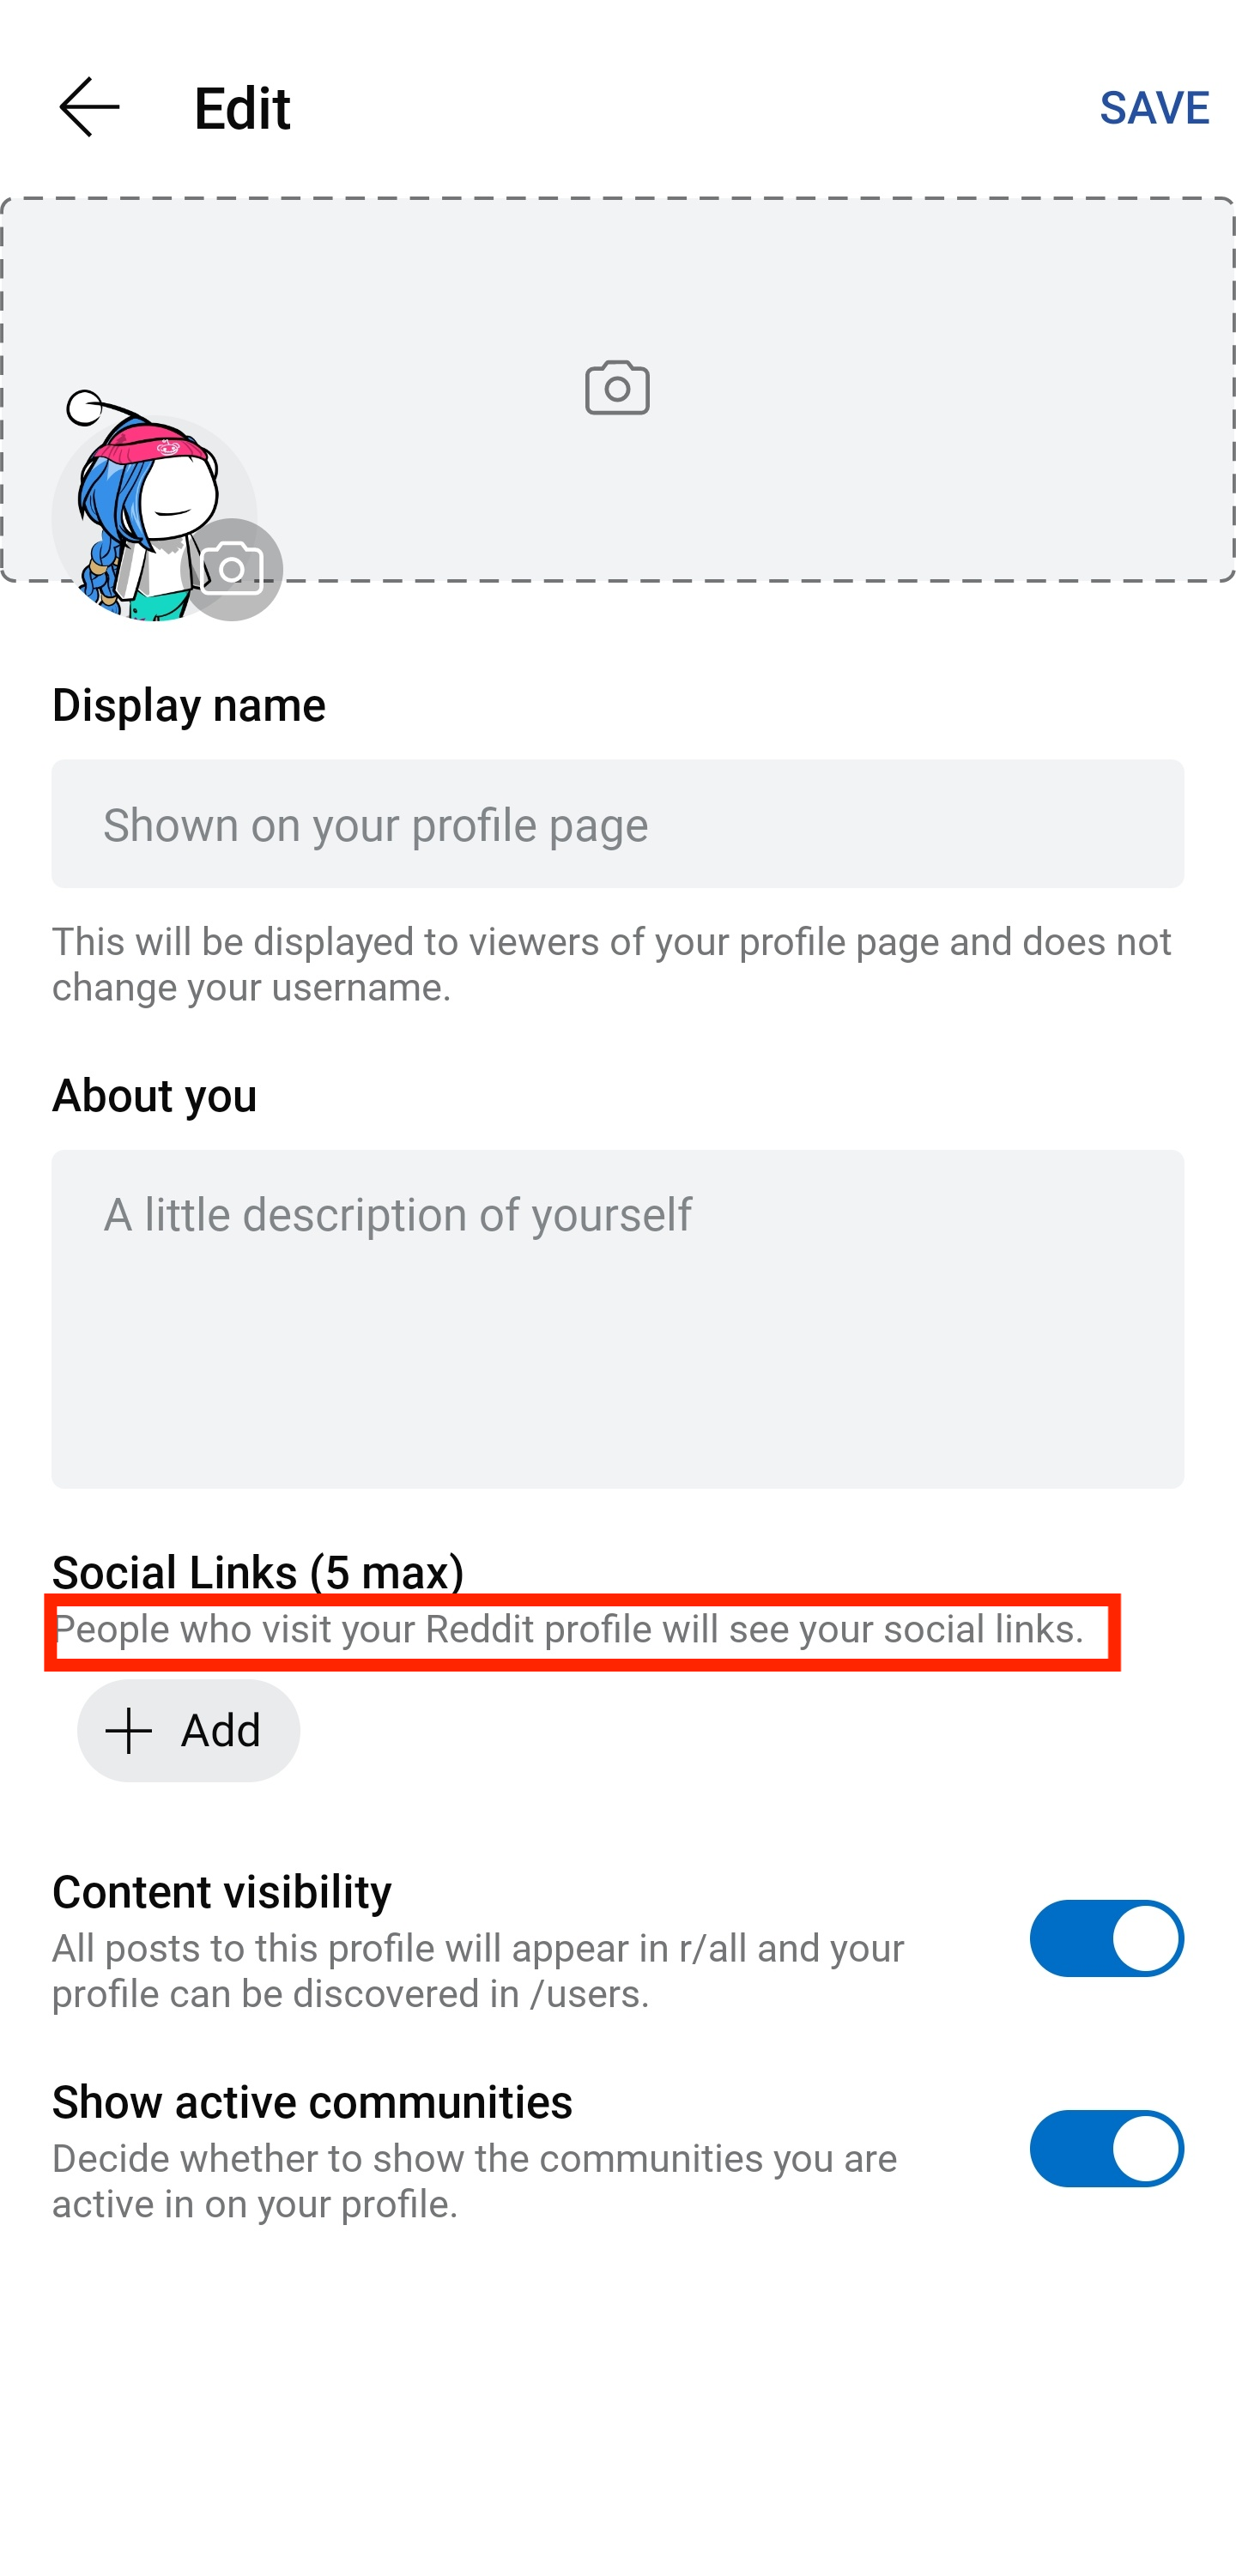 Edit
SAVE
Display name
Shown on your profile page
This will be displayed to viewers of your profile page and does not
change your username.
About you
A little description of yourself
Social Links (5 max)
People who visit your Reddit profile will see your social links.
Add
Content visibility
All posts to this profile will appear in r/all and your
profile can be discovered in /users.
Show active communities
Decide whether to show the communities you are
active in on your profile.